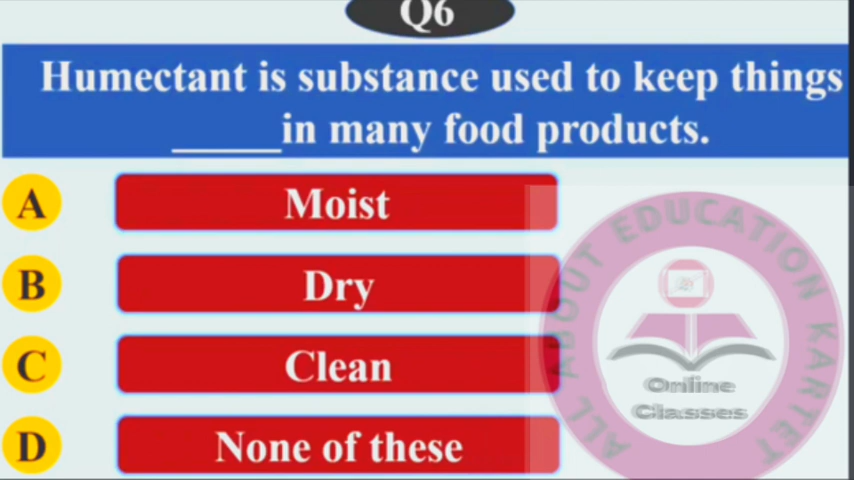 Q6
Humectant is substance used to keep things
_____in many food products.
A Moist
B Dry
C Clean
D None of these
ALL ABOUT EDUCATION KARTET
Online
Classes